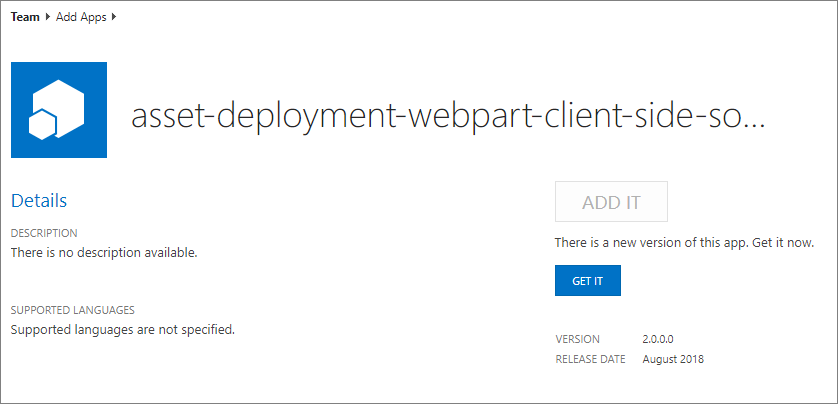 Team ▸ Add Apps ▸
asset-deployment-webpart-client-side-so...
Details
DESCRIPTION
There is no description available.
SUPPORTED LANGUAGES
Supported languages are not specified.
ADD IT
There is a new version of this app. Get it now.
GET IT
VERSION 2.0.0.0
RELEASE DATE August 2018